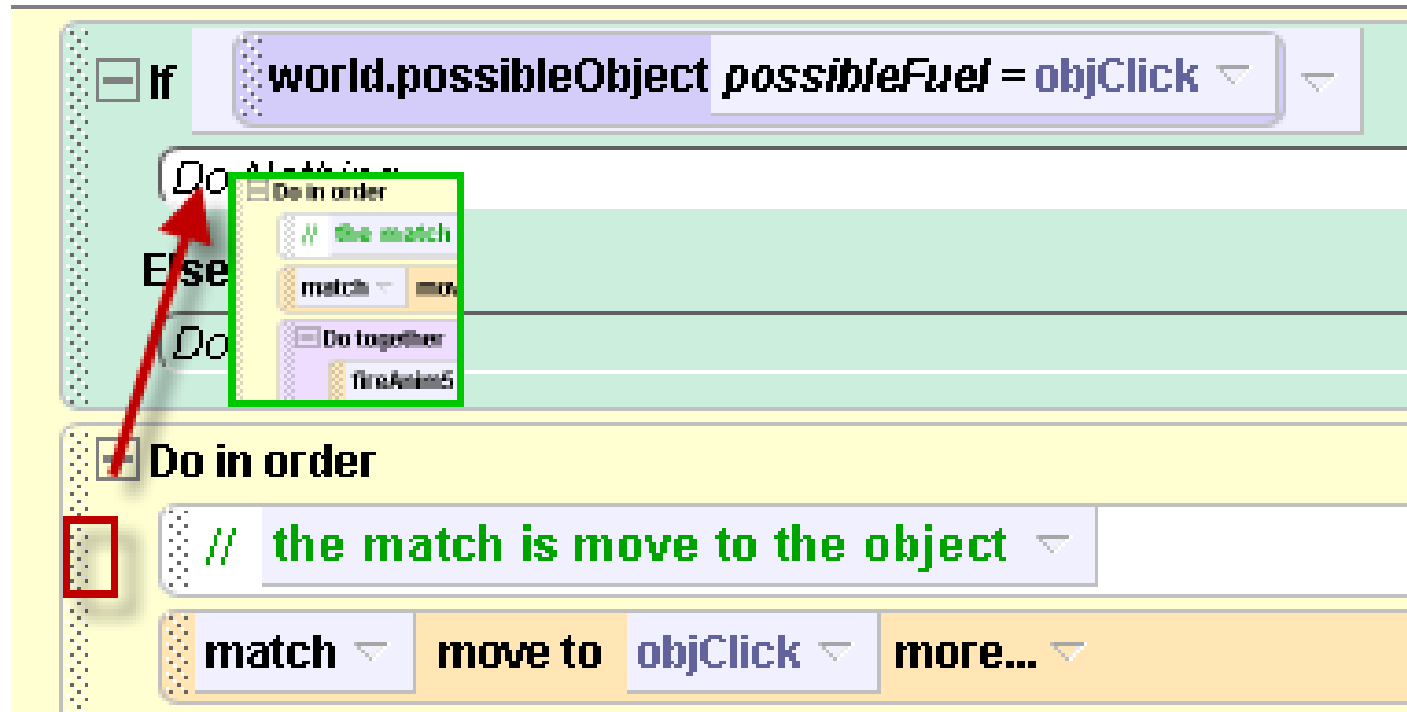 If world.possibleObject possibleFuel = objClick
Do Nothing
Do in order
// the match
Else
match mov
Do together
Do
fireAnim5
Do in order
// the match is move to the object
match move to objClick more...